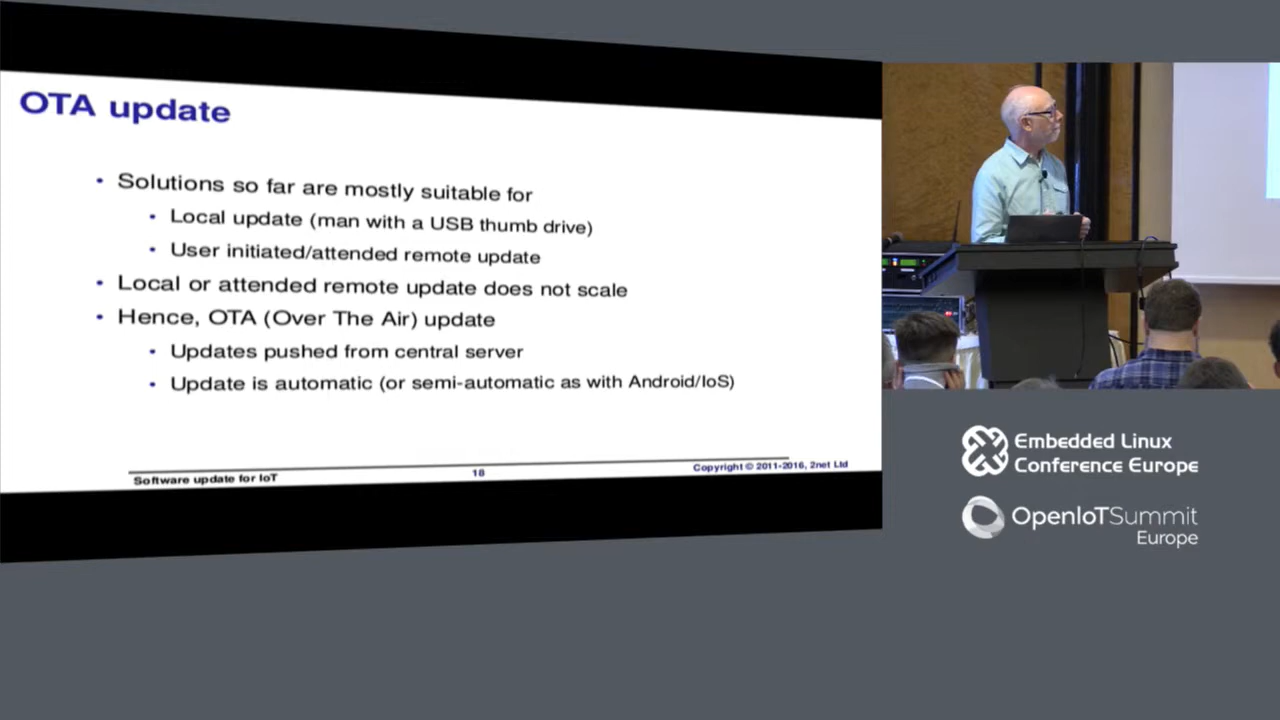 OTA update
• Solutions so far are mostly suitable for
• Local update (man with a USB thumb drive)
• User initiated/attended remote update
• Local or attended remote update does not scale
• Hence, OTA (Over The Air) update
• Updates pushed from central server
• Update is automatic (or semi-automatic as with Android/IoS)
Software update for IoT
18
Copyright © 2011-2016, 2net Ltd
Embedded Linux
Conference Europe
OpenIoTSummit
Europe